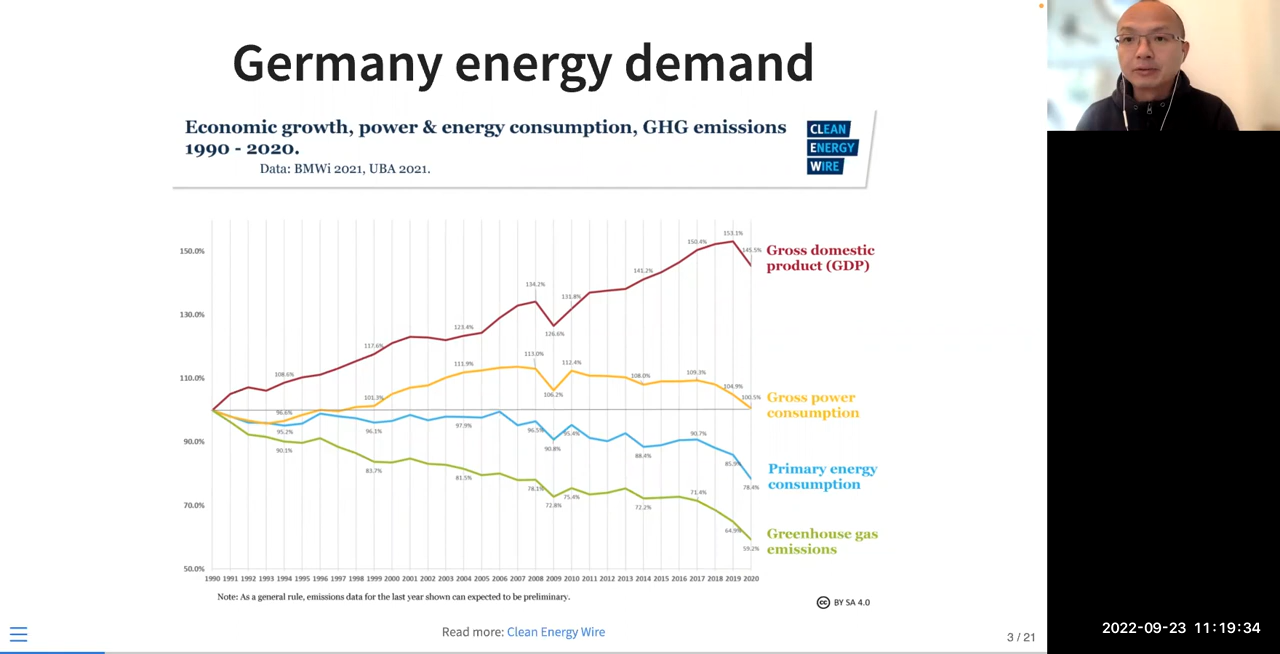 Germany energy demand
Economic growth, power & energy consumption, GHG emissions
1990 - 2020.
Data: BMWi 2021, UBA 2021.
CLEAN
ENERGY
WIRE
150.0%
130.0%
110.0%
90.0%
70.0%
50.0%
108.6%
117.6%
123.4%
134.2%
126.6%
131.8%
141.2%
150.4%
153.1%
145.5%
Gross domestic
product (GDP)
96.6%
101.3%
111.9%
113.0%
106.2%
112.4%
108.0%
109.3%
104.9%
100.5%
Gross power
consumption
95.2%
96.1%
97.9%
96.5%
90.8%
95.4%
88.4%
90.7%
85.9%
78.4%
Primary energy
consumption
90.1%
83.7%
81.5%
78.1%
72.8%
75.4%
72.2%
71.4%
64.9%
59.2%
Greenhouse gas
emissions
1990 1991 1992 1993 1994 1995 1996 1997 1998 1999 2000 2001 2002 2003 2004 2005 2006 2007 2008 2009 2010 2011 2012 2013 2014 2015 2016 2017 2018 2019 2020
Note: As a general rule, emissions data for the last year shown can expected to be preliminary.
cc BY SA 4.0
Read more: Clean Energy Wire
3 / 21
2022-09-23 11:19:34